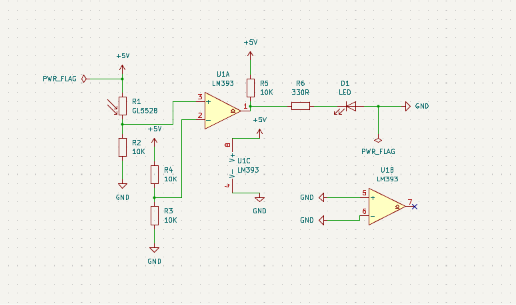 +5V
PWR_FLAG
R1
GL5528
R2
10K
GND
+5V
R4
10K
R3
10K
GND
U1A
LM393
3
+
2
-
1
+5V
R5
10K
R6
330R
D1
LED
GND
PWR_FLAG
+5V
8
V+
U1C
LM393
V-
4
GND
U1B
LM393
GND
5
+
GND
6
-
7